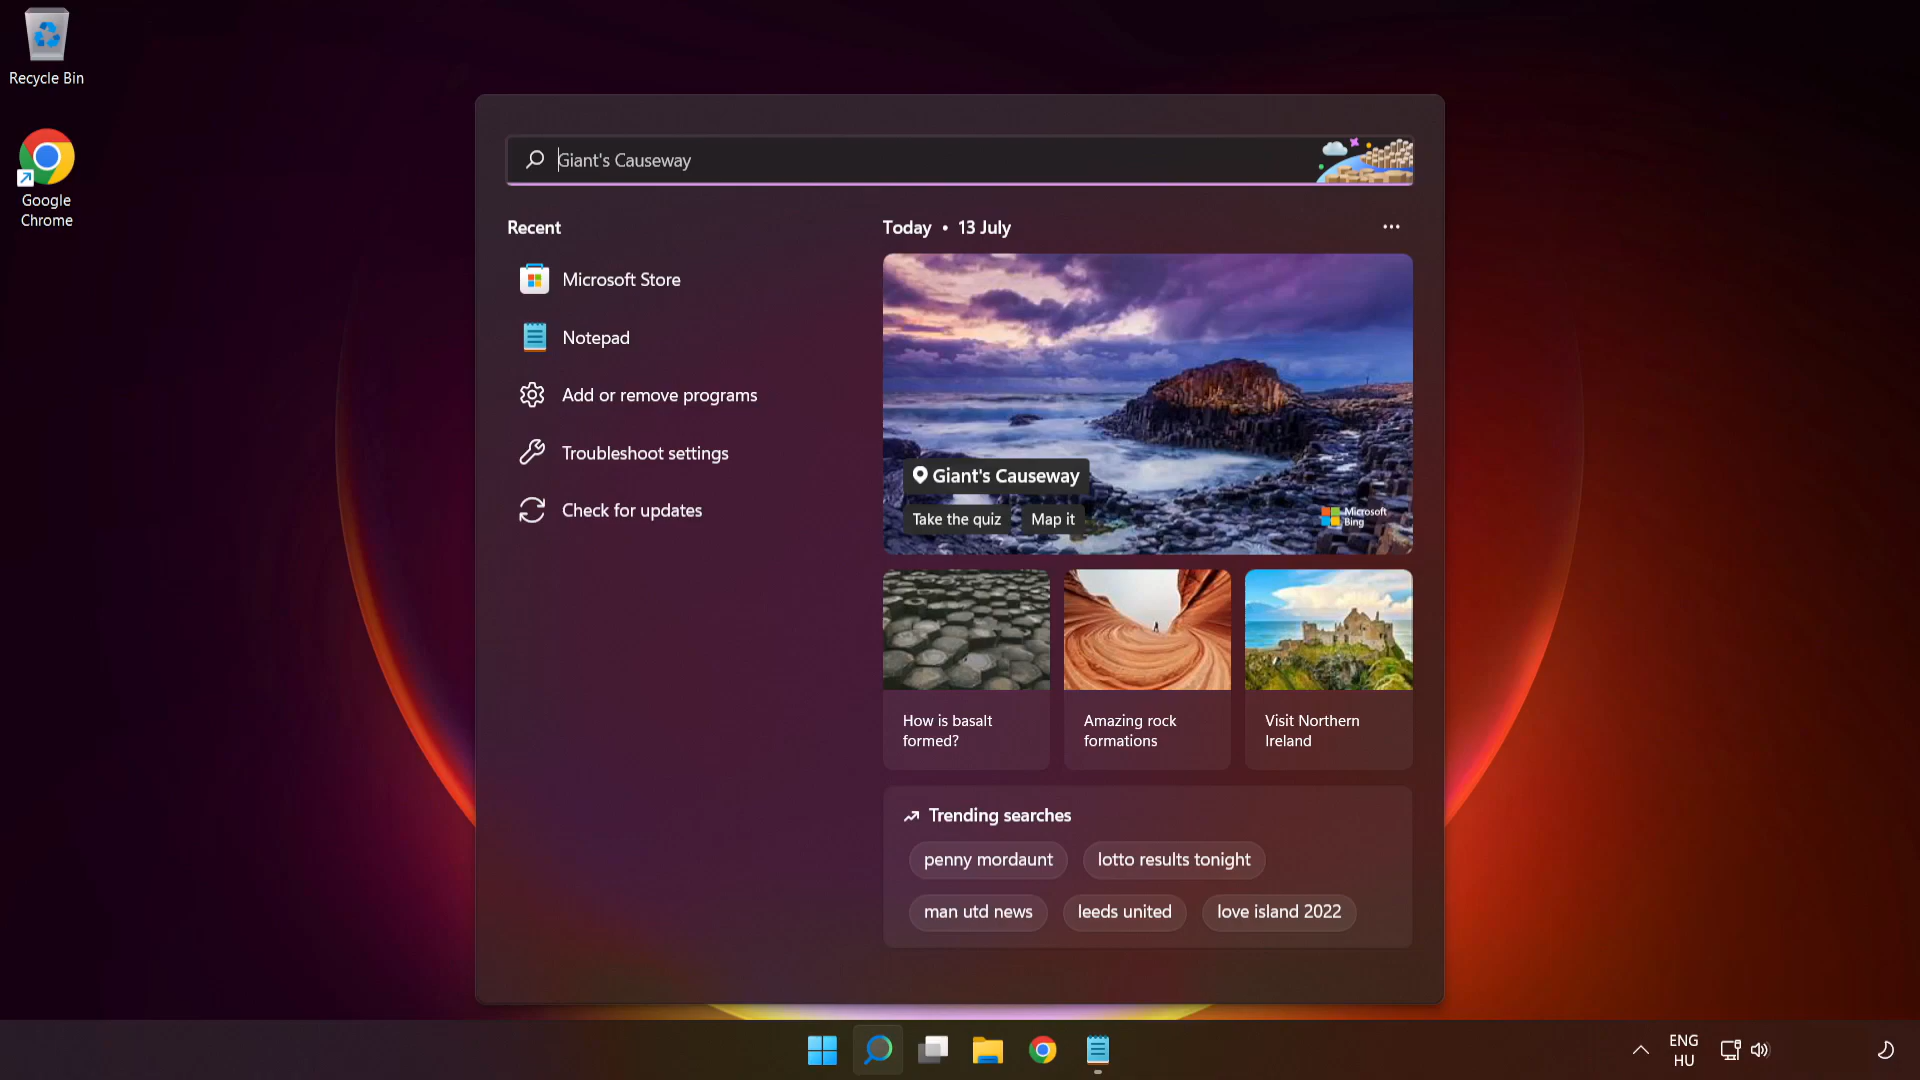 Recycle Bin
Google
Chrome
Giant's Causeway
Recent
Microsoft Store
Notepad
Add or remove programs
Troubleshoot settings
Check for updates
Today • 13 July
Giant's Causeway
Take the quiz
Map it
Microsoft
Bing
How is basalt
formed?
Amazing rock
formations
Visit Northern
Ireland
Trending searches
penny mordaunt
lotto results tonight
man utd news
leeds united
love island 2022
ENG
HU